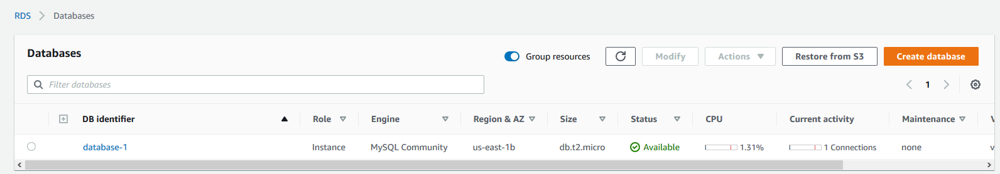 RDS > Databases
Databases
Group resources Modify Actions Restore from S3 Create database
Filter databases
1
DB identifier Role Engine Region & AZ Size Status CPU Current activity Maintenance V
database-1 Instance MySQL Community us-east-1b db.t2.micro Available 1.31% 1 Connections none v